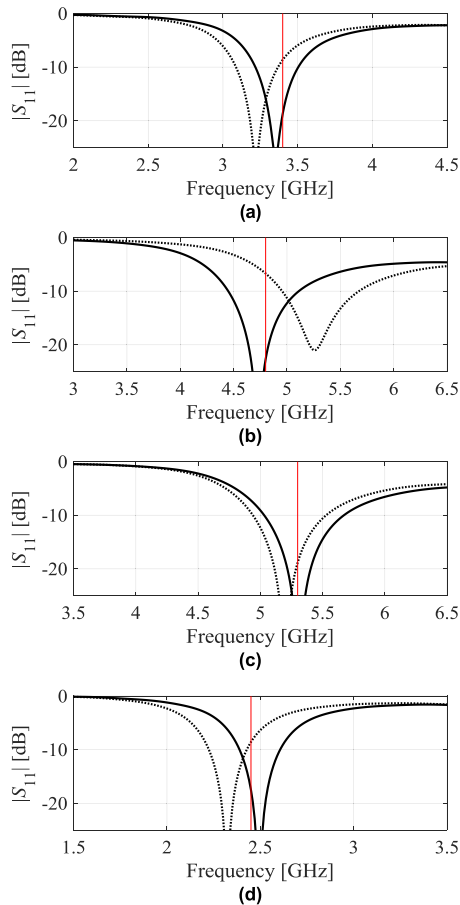 0
-10
-20
|S11| [dB]
2 2.5 3 3.5 4 4.5
Frequency [GHz]
(a)
0
-10
-20
|S11| [dB]
3 3.5 4 4.5 5 5.5 6 6.5
Frequency [GHz]
(b)
0
-10
-20
|S11| [dB]
3.5 4 4.5 5 5.5 6 6.5
Frequency [GHz]
(c)
0
-10
-20
|S11| [dB]
1.5 2 2.5 3 3.5
Frequency [GHz]
(d)